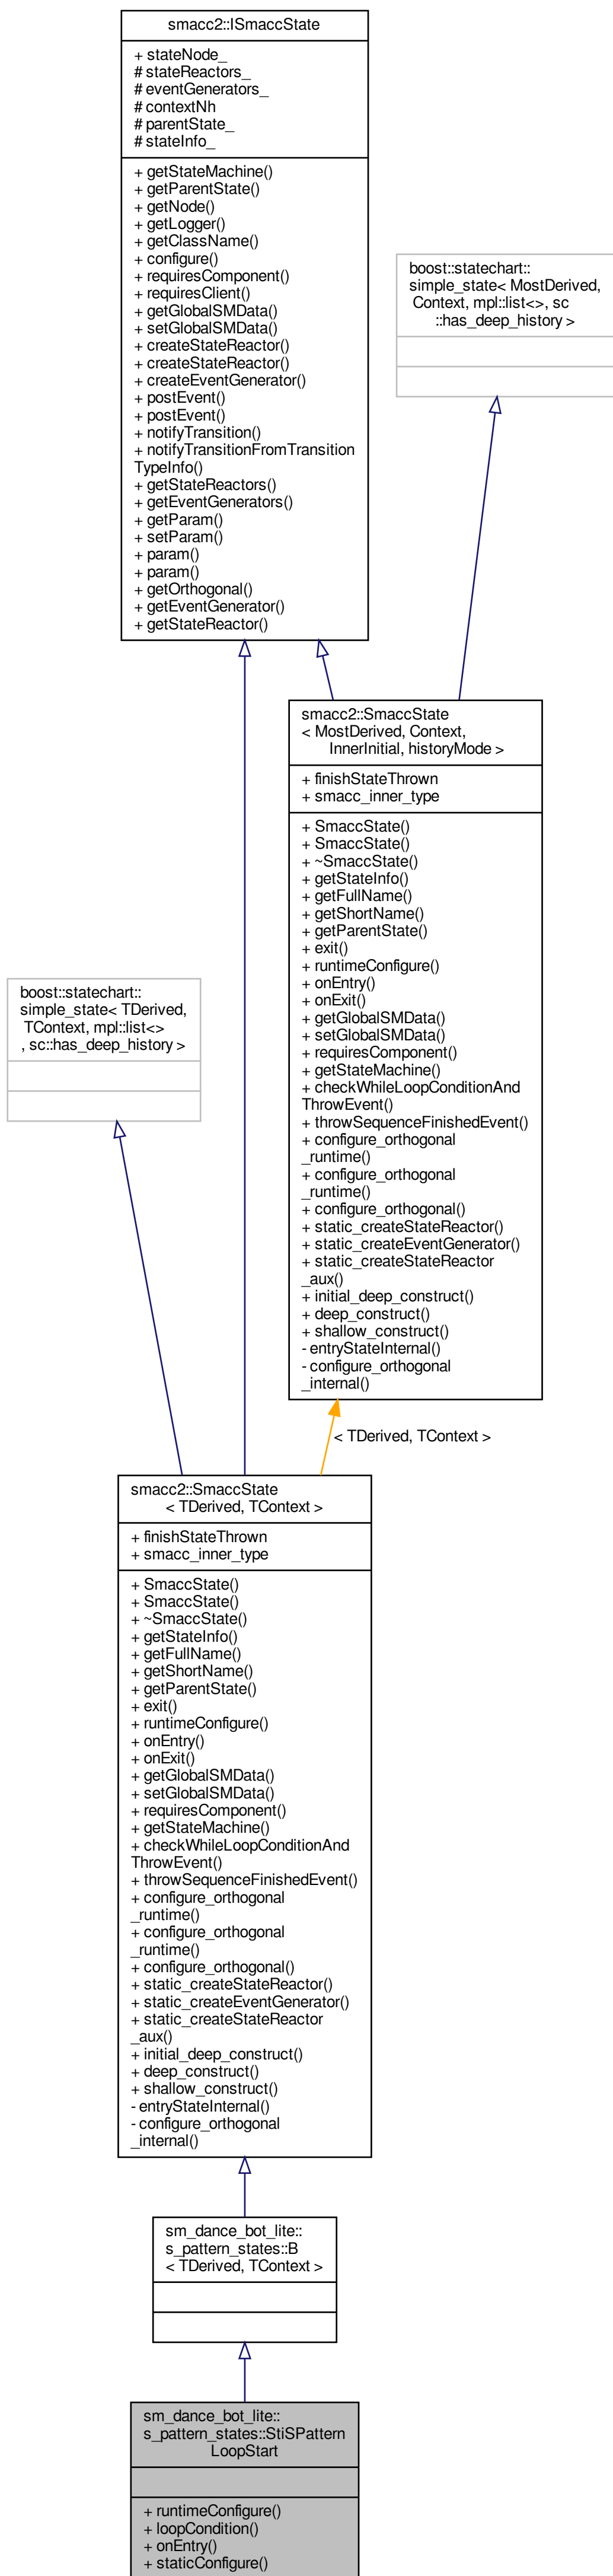 smacc2::ISmaccState
+ stateNode_
# stateReactors_
# eventGenerators_
# contextNh
# parentState_
# stateInfo_
+ getStateMachine()
+ getParentState()
+ getNode()
+ getLogger()
+ getClassName()
+ configure()
+ requiresComponent()
+ requiresClient()
+ getGlobalSMData()
+ setGlobalSMData()
+ createStateReactor()
+ createStateReactor()
+ createEventGenerator()
+ postEvent()
+ postEvent()
+ notifyTransition()
+ notifyTransitionFromTransition
TypeInfo()
+ getStateReactors()
+ getEventGenerators()
+ getParam()
+ setParam()
+ param()
+ param()
+ getOrthogonal()
+ getEventGenerator()
+ getStateReactor()
boost::statechart::
simple_state< MostDerived,
Context, mpl::list<>, sc
::has_deep_history >
smacc2::SmaccState
< MostDerived, Context,
InnerInitial, historyMode >
+ finishStateThrown
+ smacc_inner_type
+ SmaccState()
+ SmaccState()
+ ~SmaccState()
+ getStateInfo()
+ getFullName()
+ getShortName()
+ getParentState()
+ exit()
+ runtimeConfigure()
+ onEntry()
+ onExit()
+ getGlobalSMData()
+ setGlobalSMData()
+ requiresComponent()
+ getStateMachine()
+ checkWhileLoopConditionAnd
ThrowEvent()
+ throwSequenceFinishedEvent()
+ configure_orthogonal
_runtime()
+ configure_orthogonal
_runtime()
+ configure_orthogonal()
+ static_createStateReactor()
+ static_createEventGenerator()
+ static_createStateReactor
_aux()
+ initial_deep_construct()
+ deep_construct()
+ shallow_construct()
- entryStateInternal()
- configure_orthogonal
_internal()
boost::statechart::
simple_state< TDerived,
TContext, mpl::list<>
, sc::has_deep_history >
< TDerived, TContext >
smacc2::SmaccState
< TDerived, TContext >
+ finishStateThrown
+ smacc_inner_type
+ SmaccState()
+ SmaccState()
+ ~SmaccState()
+ getStateInfo()
+ getFullName()
+ getShortName()
+ getParentState()
+ exit()
+ runtimeConfigure()
+ onEntry()
+ onExit()
+ getGlobalSMData()
+ setGlobalSMData()
+ requiresComponent()
+ getStateMachine()
+ checkWhileLoopConditionAnd
ThrowEvent()
+ throwSequenceFinishedEvent()
+ configure_orthogonal
_runtime()
+ configure_orthogonal
_runtime()
+ configure_orthogonal()
+ static_createStateReactor()
+ static_createEventGenerator()
+ static_createStateReactor
_aux()
+ initial_deep_construct()
+ deep_construct()
+ shallow_construct()
- entryStateInternal()
- configure_orthogonal
_internal()
sm_dance_bot_lite::
s_pattern_states::B
< TDerived, TContext >
sm_dance_bot_lite::
s_pattern_states::StiSPattern
LoopStart
+ runtimeConfigure()
+ loopCondition()
+ onEntry()
+ staticConfigure()